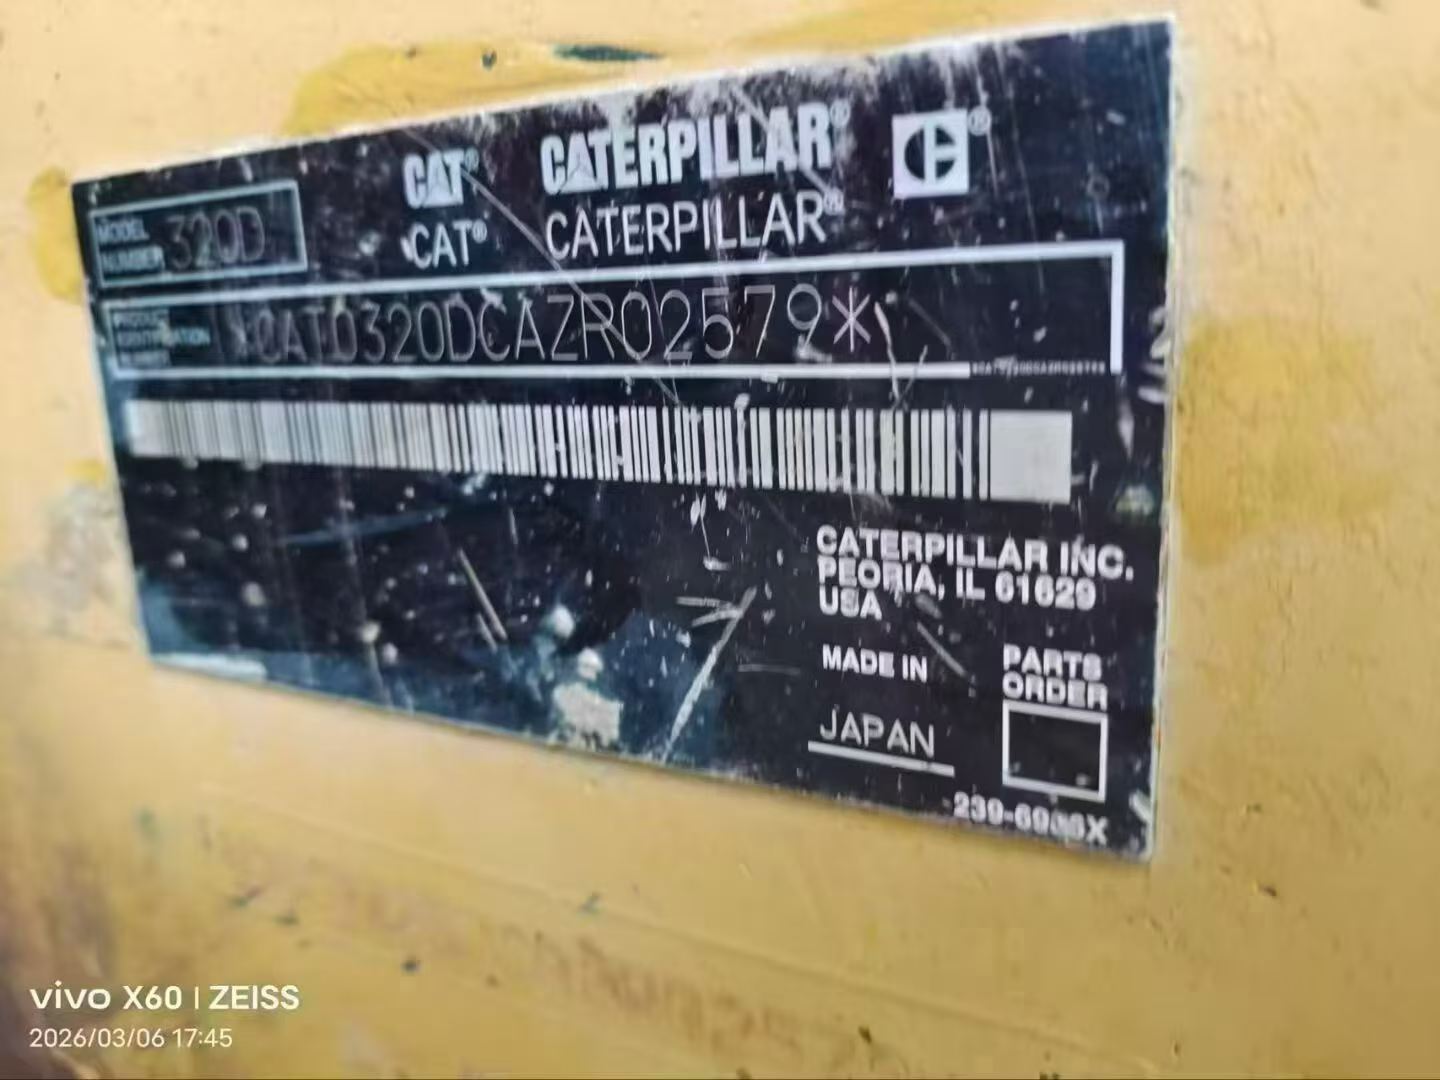 CAT® CATERPILLAR®
MODEL NUMBER 320D
CAT® CATERPILLAR®
PRODUCT IDENTIFICATION NUMBER
*CAT0320DCAZR02579*
CATERPILLAR INC.
PEORIA, IL 61629
USA
MADE IN
JAPAN
PARTS
ORDER
vivo X60 | ZEISS
2026/03/06 17:45